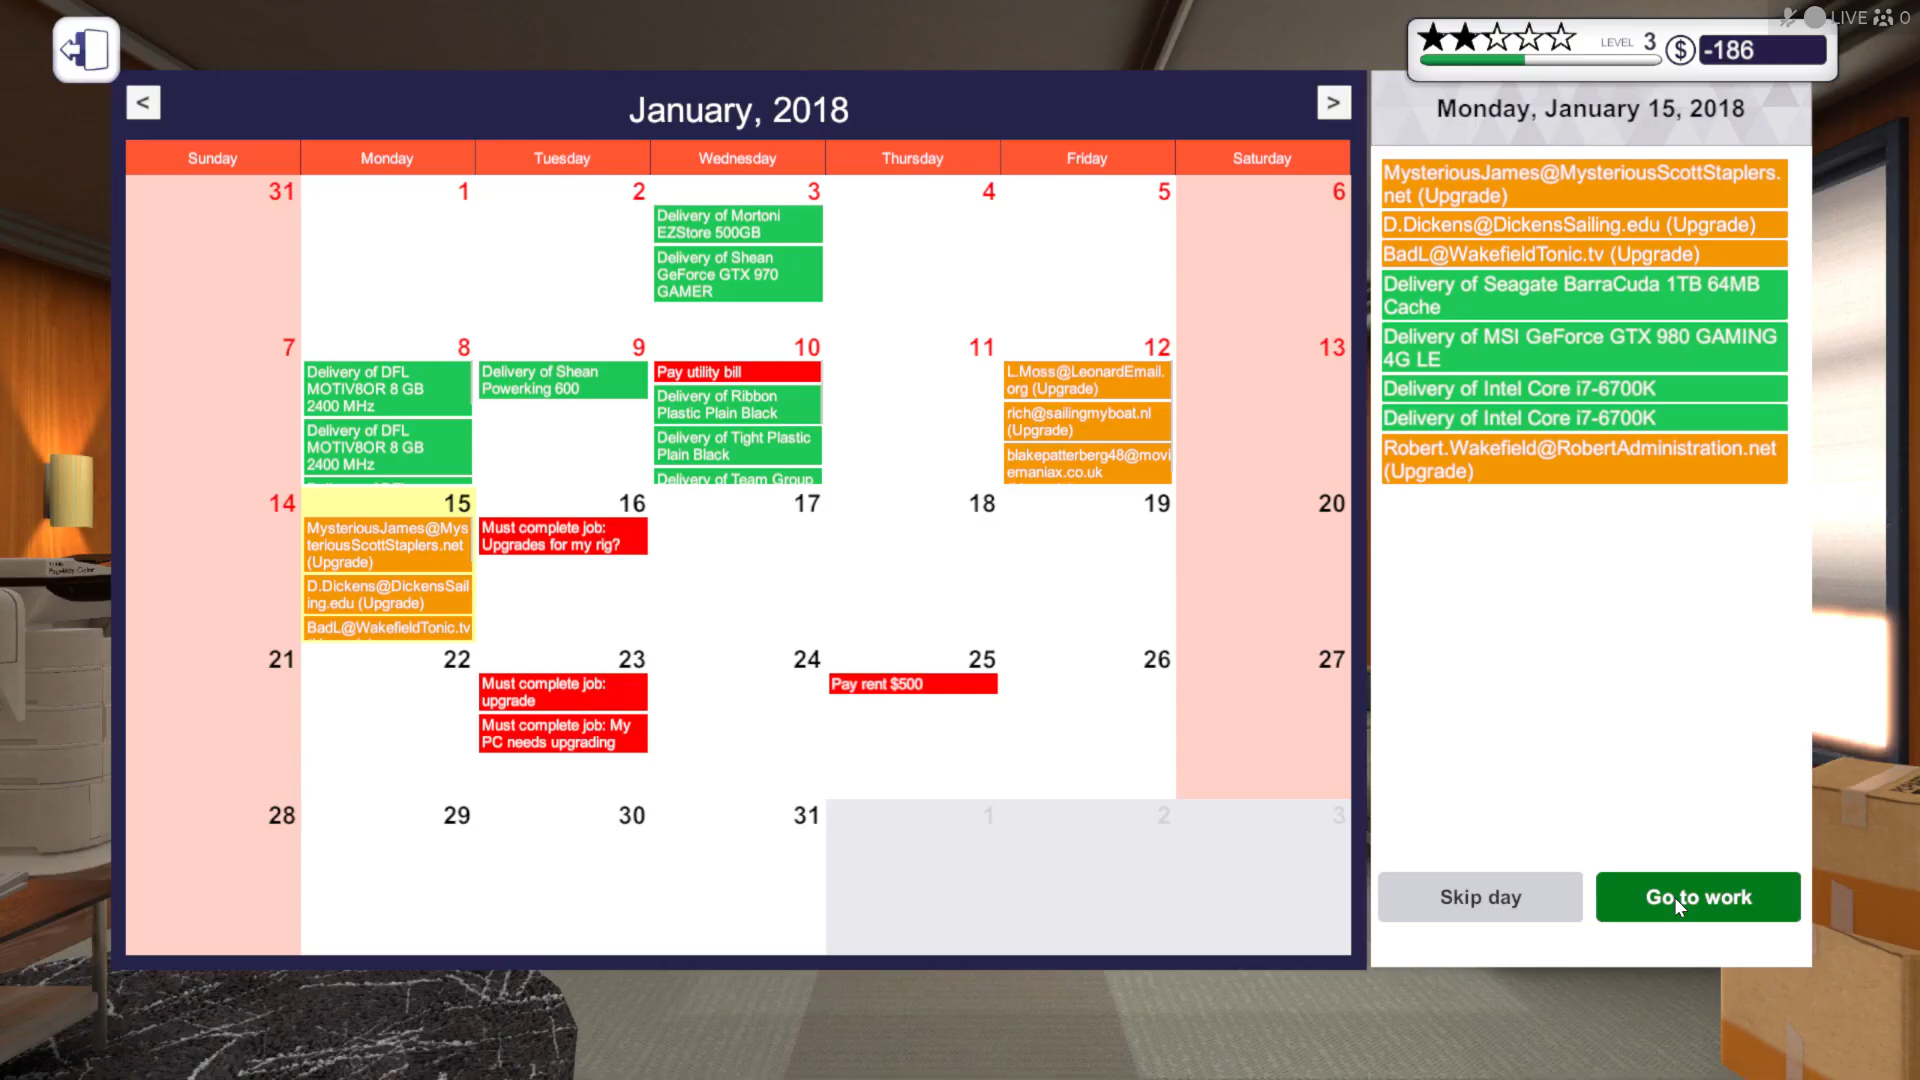 LIVE 0
LEVEL 3 $ -186
< January, 2018 >
Sunday Monday Tuesday Wednesday Thursday Friday Saturday
31 1 2 3 4 5 6
Delivery of Mortoni
EZStore 500GB
Delivery of Shean
GeForce GTX 970
GAMER
7 8 9 10 11 12 13
Delivery of DFL
MOTIV8OR 8 GB
2400 MHz
Delivery of DFL
MOTIV8OR 8 GB
2400 MHz
Delivery of Shean
Powerking 600
Pay utility bill
Delivery of Ribbon
Plastic Plain Black
Delivery of Tight Plastic
Plain Black
Delivery of Team Group
L.Moss@LeonardEmail.
org (Upgrade)
rich@sailingmyboat.nl
(Upgrade)
blakepatterberg48@movi
emaniax.co.uk
14 15 16 17 18 19 20
MysteriousJames@Mys
teriousScottStaplers.net
(Upgrade)
D.Dickens@DickensSail
ing.edu (Upgrade)
BadL@WakefieldTonic.tv
Must complete job:
Upgrades for my rig?
21 22 23 24 25 26 27
Must complete job:
upgrade
Must complete job: My
PC needs upgrading
Pay rent $500
28 29 30 31 1 2 3
Monday, January 15, 2018
MysteriousJames@MysteriousScottStaplers.
net (Upgrade)
D.Dickens@DickensSailing.edu (Upgrade)
BadL@WakefieldTonic.tv (Upgrade)
Delivery of Seagate BarraCuda 1TB 64MB
Cache
Delivery of MSI GeForce GTX 980 GAMING
4G LE
Delivery of Intel Core i7-6700K
Delivery of Intel Core i7-6700K
Robert.Wakefield@RobertAdministration.net
(Upgrade)
Skip day
Go to work